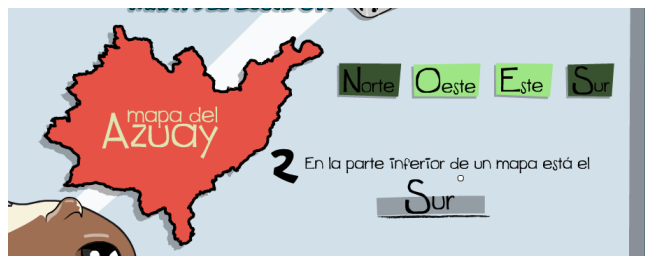 mapa del
Azuay
Norte Oeste Este Sur
2 En la parte inferior de un mapa está el
Sur